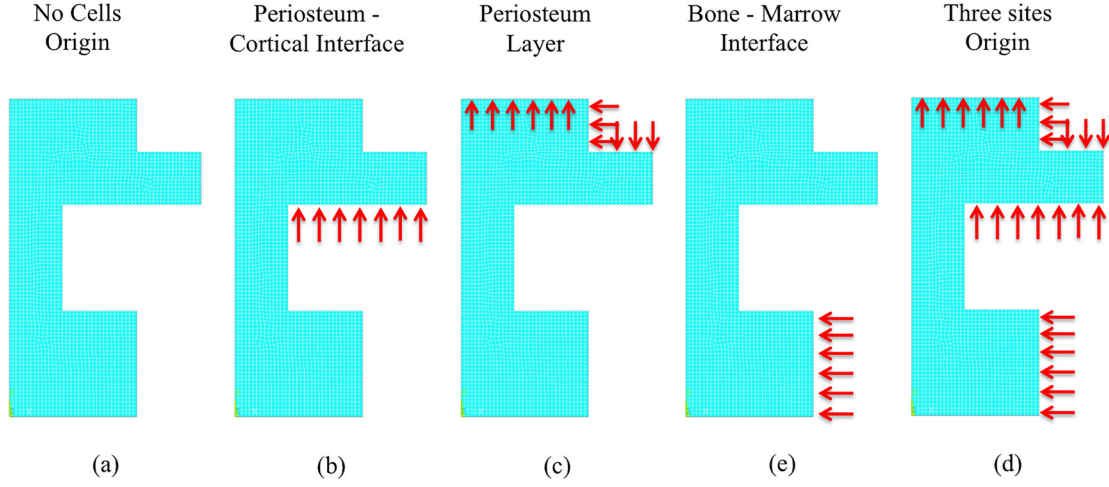 No Cells
Origin
Periosteum -
Cortical Interface
Periosteum
Layer
Bone - Marrow
Interface
Three sites
Origin
(a)
(b)
(c)
(e)
(d)